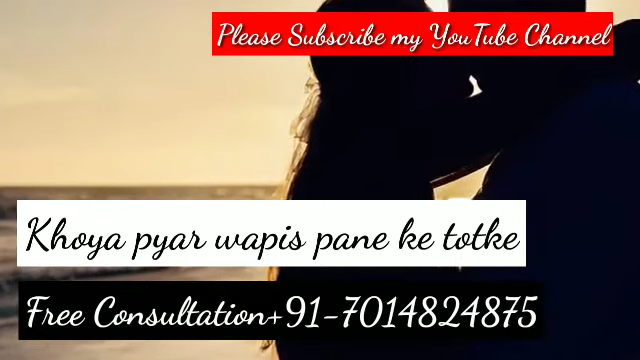 Please Subscribe my YouTube Channel
Khoya pyar wapis pane ke totke
Free Consultation+91-7014824875